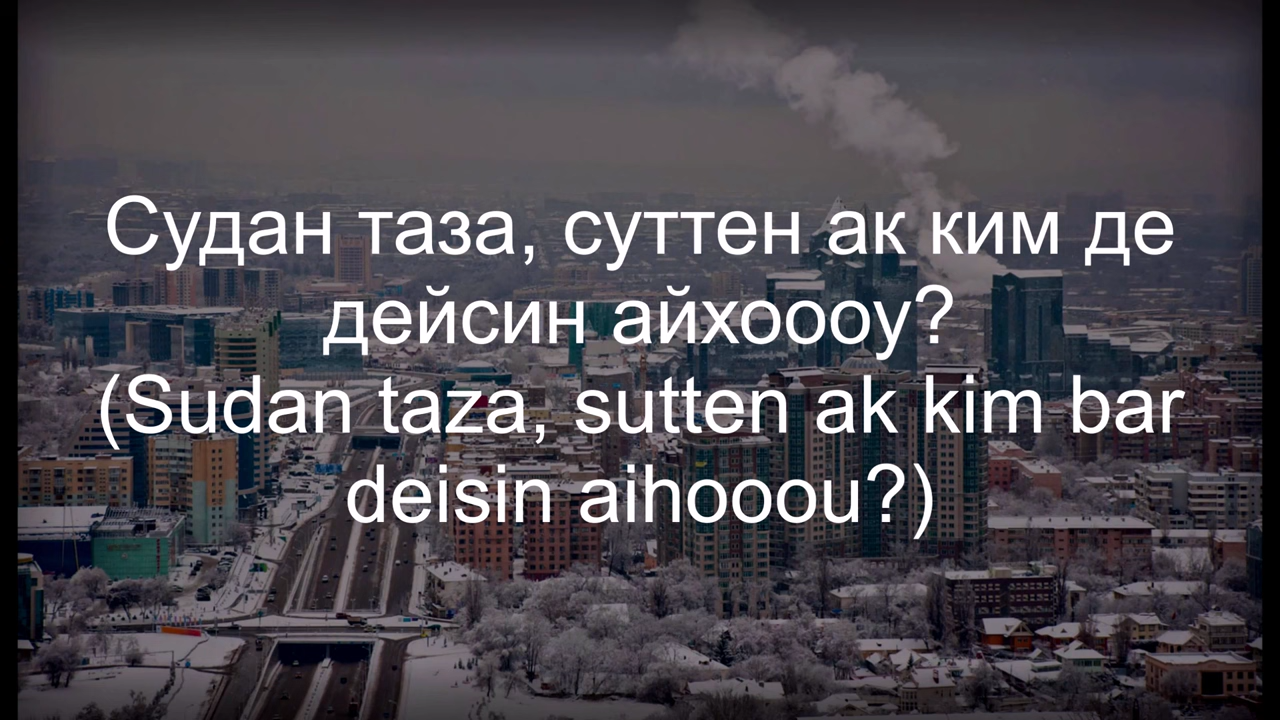 Судан таза, суттен ак ким де
дейсин айхоооу?
(Sudan taza, sutten ak kim bar
deisin aihooou?)